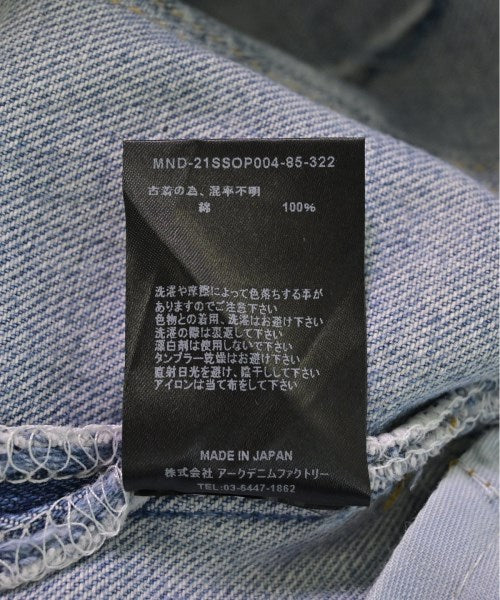 MND-21SSOP004-85-322
古着の為、混率不明
綿 100%
洗濯や摩擦によって色落ちする事が
ありますのでご注意下さい
色物との着用、洗濯はお避け下さい
洗濯の際は裏返して下さい
漂白剤は使用しないで下さい
タンブラー乾燥はお避け下さい
直射日光を避け、陰干しして下さい
アイロンは当て布をして下さい
MADE IN JAPAN
株式会社 アークデニムファクトリー
TEL:03-5447-1862